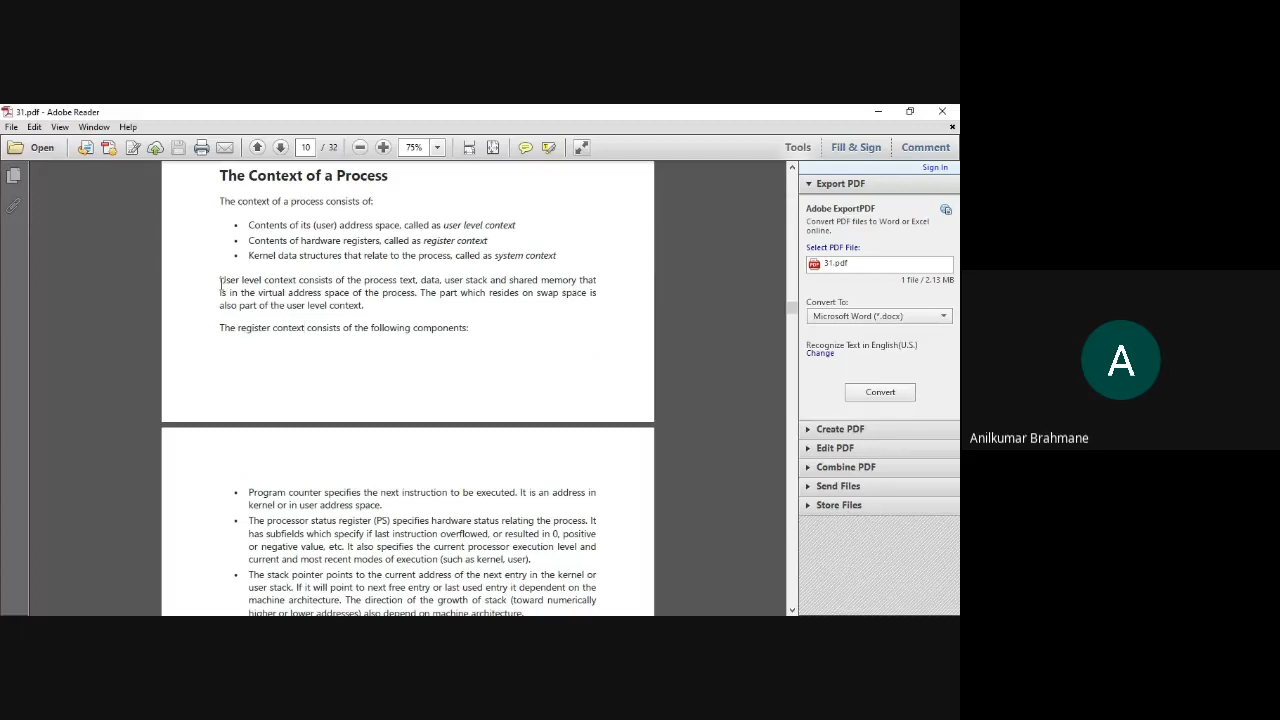 31.pdf - Adobe Reader
File Edit View Window Help
Open 10 / 32 75% Tools Fill & Sign Comment
Sign In
The Context of a Process
The context of a process consists of:
• Contents of its (user) address space, called as user level context
• Contents of hardware registers, called as register context
• Kernel data structures that relate to the process, called as system context
User level context consists of the process text, data, user stack and shared memory that
is in the virtual address space of the process. The part which resides on swap space is
also part of the user level context.
The register context consists of the following components:
• Program counter specifies the next instruction to be executed. It is an address in
kernel or in user address space.
• The processor status register (PS) specifies hardware status relating the process. It
has subfields which specify if last instruction overflowed, or resulted in 0, positive
or negative value, etc. It also specifies the current processor execution level and
current and most recent modes of execution (such as kernel, user).
• The stack pointer points to the current address of the next entry in the kernel or
user stack. If it will point to next free entry or last used entry it dependent on the
machine architecture. The direction of the growth of stack (toward numerically
higher or lower addresses) also depend on machine architecture.
Export PDF
Adobe ExportPDF
Convert PDF files to Word or Excel
online.
Select PDF File:
31.pdf
1 file / 2.13 MB
Convert To:
Microsoft Word (*.docx)
Recognize Text in English(U.S.)
Change
Convert
Create PDF
Edit PDF
Combine PDF
Send Files
Store Files
A
Anilkumar Brahmane